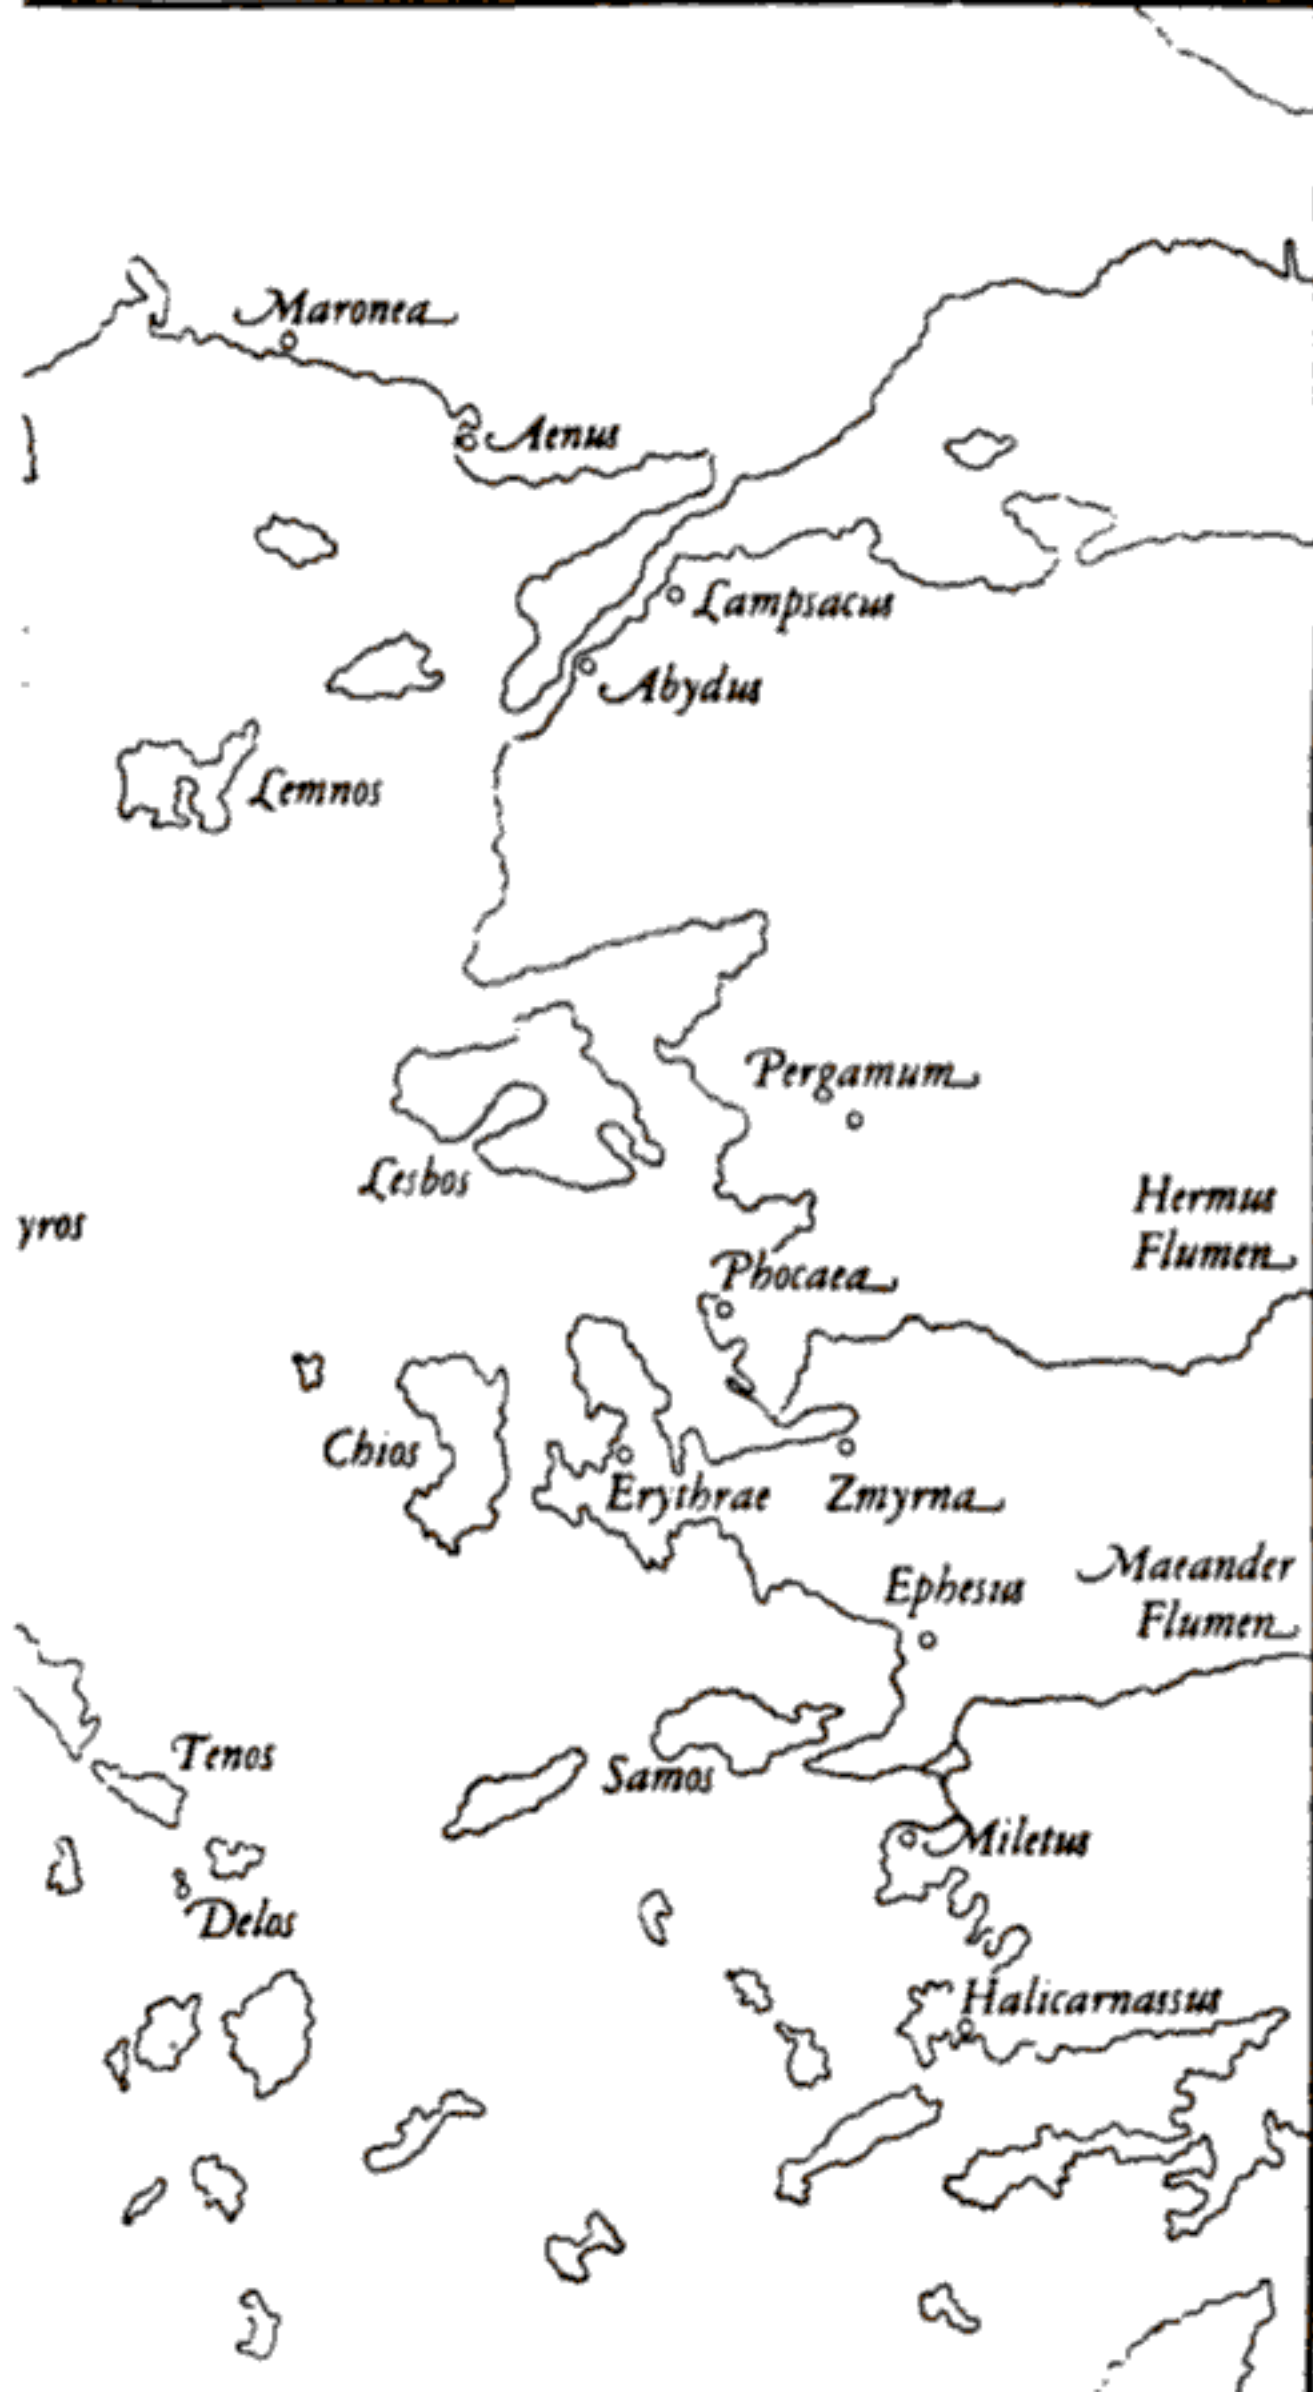 Maronea
Aenus
Lampsacus
Abydus
Lemnos
Pergamum
Lesbos
Hermus
Flumen
yros
Phocaea
Chios
Erythrae
Zmyrna
Ephesus
Maeander
Flumen
Tenos
Samos
Miletus
Delos
Halicarnassus